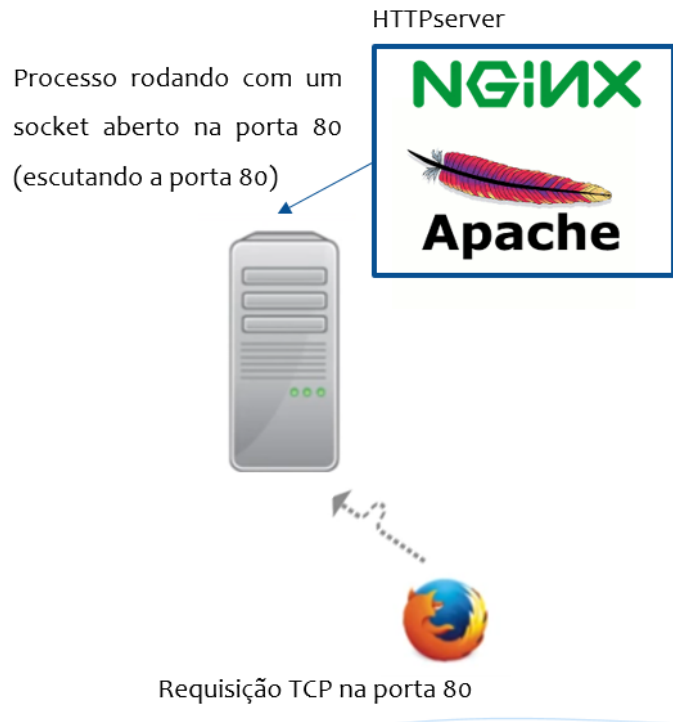 HTTPserver
Processo rodando com um
socket aberto na porta 80
(escutando a porta 80)
NGiNX
Apache
Requisição TCP na porta 80